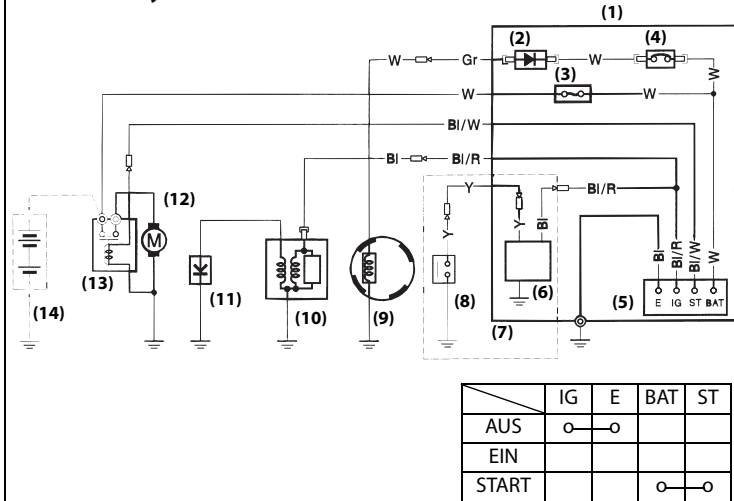 (1)
(2)
(4)
W
Gr
W
(3)
W
W
W
W
Bl/W
Bl
Bl/R
Y
Bl/R
(12)
Y
Bl
M
Y
Bl
Bl/R
Bl/W
W
(13)
(11)
(10)
(9)
(8)
(6)
(5)
E IG ST BAT
(14)
(7)
IG E BAT ST
AUS
EIN
START